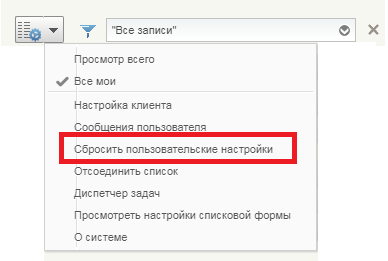 "Все записи"
Просмотр всего
Все мои
Настройка клиента
Сообщения пользователя
Сбросить пользовательские настройки
Отсоединить список
Диспетчер задач
Просмотреть настройки списковой формы
О системе